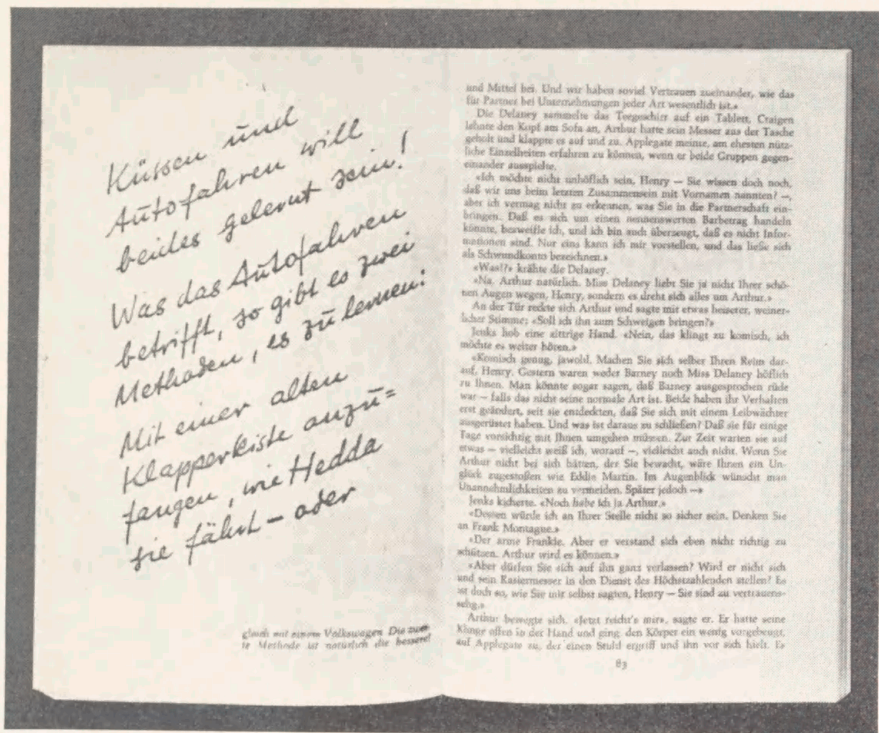 Küssen und
Autofahren will
beides gelernt sein!
Was das Autofahren
betrifft, so gibt es zwei
Methoden, es zu lernen:
Mit einer alten
Klapperkiste anzu=
fangen, wie Hedda
sie fährt – oder
gleich mit einem Volkswagen. Die zwei-
te Methode ist natürlich die bessere!
und Mittel bei. Und wir haben soviel Vertrauen zueinander, wie das
für Partner bei Unternehmungen jeder Art wesentlich ist.»
Die Delaney sammelte das Teegeschirr auf ein Tablett, Craigen
lehnte den Kopf am Sofa an, Arthur hatte sein Messer aus der Tasche
geholt und klappte es auf und zu. Applegate meinte, am ehesten nütz-
liche Einzelheiten erfahren zu können, wenn er beide Gruppen gegen-
einander ausspielte.
«Ich möchte nicht unhöflich sein, Henry – Sie wissen doch noch,
daß wir uns beim letzten Zusammensein mit Vornamen nannten? –,
aber ich vermag nicht zu erkennen, was Sie in die Partnerschaft ein-
bringen. Daß es sich um einen nennenswerten Barbetrag handeln
könnte, bezweifle ich, und ich bin auch überzeugt, daß es nicht Infor-
mationen sind. Nur eins kann ich mir vorstellen, und das ließe sich
als Schwundkonto bezeichnen.»
«Was!?» krähte die Delaney.
«Na, Arthur natürlich. Miss Delaney liebt Sie ja nicht Ihrer schö-
nen Augen wegen, Henry, sondern es dreht sich alles um Arthur.»
An der Tür reckte sich Arthur und sagte mit etwas heiserer, weiner-
licher Stimme: «Soll ich ihn zum Schweigen bringen?»
Jenks hob eine zittrige Hand. «Nein, das klingt zu komisch, ich
möchte es weiter hören.»
«Komisch genug, jawohl. Machen Sie sich selber Ihren Reim dar-
auf, Henry. Gestern waren weder Barney noch Miss Delaney höflich
zu Ihnen. Man könnte sogar sagen, daß Barney ausgesprochen rüde
war – falls das nicht seine normale Art ist. Beide haben ihr Verhalten
erst geändert, seit sie entdeckten, daß Sie sich mit einem Leibwächter
ausgerüstet haben. Und was ist daraus zu schließen? Daß sie für einige
Tage vorsichtig mit Ihnen umgehen müssen. Zur Zeit warten sie auf
etwas – vielleicht weiß ich, worauf –, vielleicht auch nicht. Wenn Sie
Arthur nicht bei sich hätten, der Sie bewacht, wäre Ihnen ein Un-
glück zugestoßen wie Eddie Martin. Im Augenblick wünscht man
Unannehmlichkeiten zu vermeiden. Später jedoch –»
Jenks kicherte. «Noch habe ich ja Arthur.»
«Dessen würde ich an Ihrer Stelle nicht so sicher sein. Denken Sie
an Frank Montague.»
«Der arme Frankie. Aber er verstand sich eben nicht richtig zu
schützen. Arthur wird es können.»
«Aber dürfen Sie sich auf ihn ganz verlassen? Wird er nicht sich
und sein Rasiermesser in den Dienst des Höchstzahlenden stellen? Es
ist doch so, wie Sie mir selbst sagten, Henry – Sie sind zu vertrauens-
selig.»
Arthur bewegte sich. «Jetzt reicht's mir», sagte er. Er hatte seine
Klinge offen in der Hand und ging, den Körper ein wenig vorgebeugt,
auf Applegate zu, der einen Stuhl ergriff und ihn vor sich hielt. Er
83